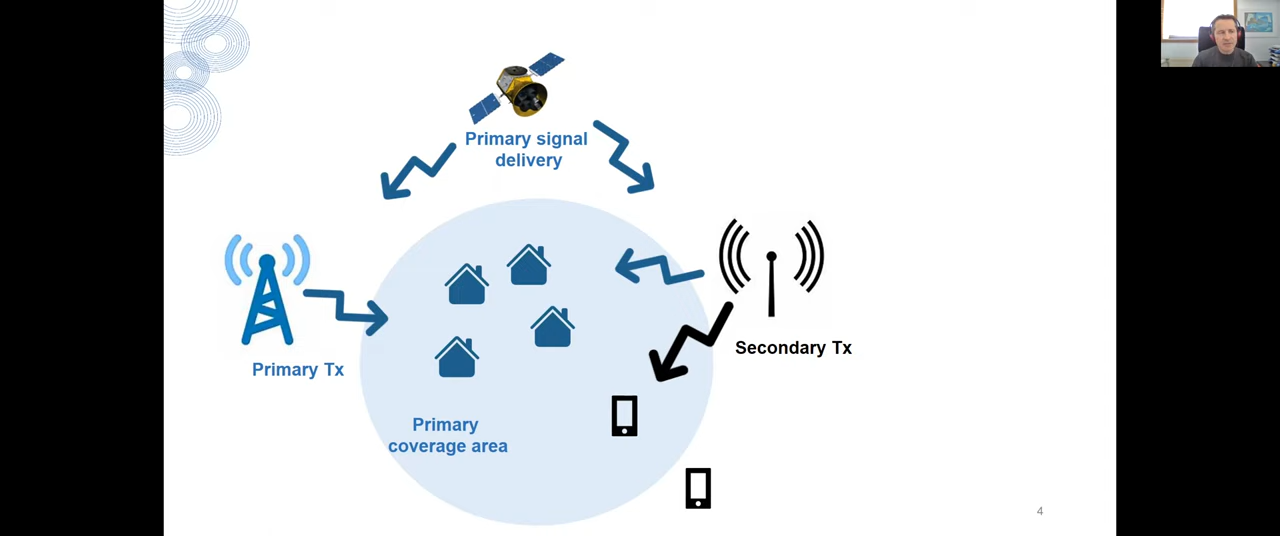 Primary signal
delivery
Primary Tx
Secondary Tx
Primary
coverage area
4